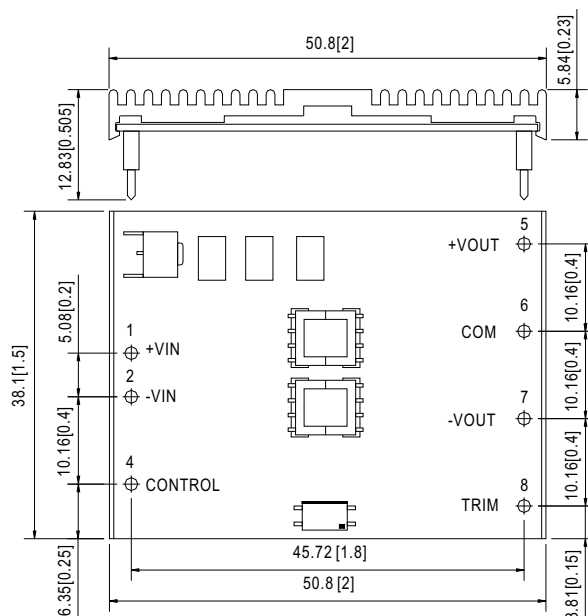 50.8[2]
5.84[0.23]
12.83[0.505]
38.1[1.5]
5.08[0.2]
10.16[0.4]
6.35[0.25]
1
+VIN
2
-VIN
4
CONTROL
5
+VOUT
6
COM
7
-VOUT
8
TRIM
10.16[0.4]
10.16[0.4]
10.16[0.4]
3.81[0.15]
45.72[1.8]
50.8[2]